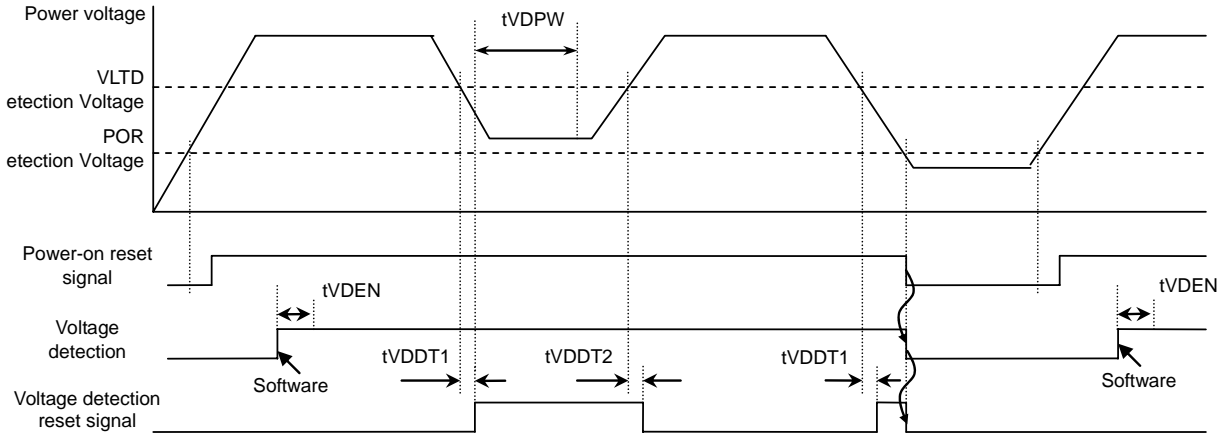 Power voltage
tVDPW
VLTD
etection Voltage
POR
etection Voltage
Power-on reset
signal
tVDEN
tVDEN
Voltage
detection
Software
tVDDT1
tVDDT2
tVDDT1
Software
Voltage detection
reset signal